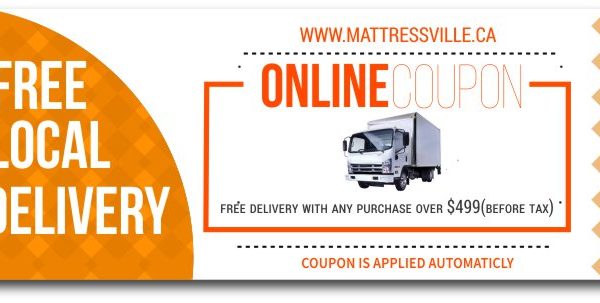 FREE
LOCAL
DELIVERY
WWW.MATTRESSVILLE.CA
ONLINECOUPON
FREE DELIVERY WITH ANY PURCHASE OVER $499(BEFORE TAX)
COUPON IS APPLIED AUTOMATICLY